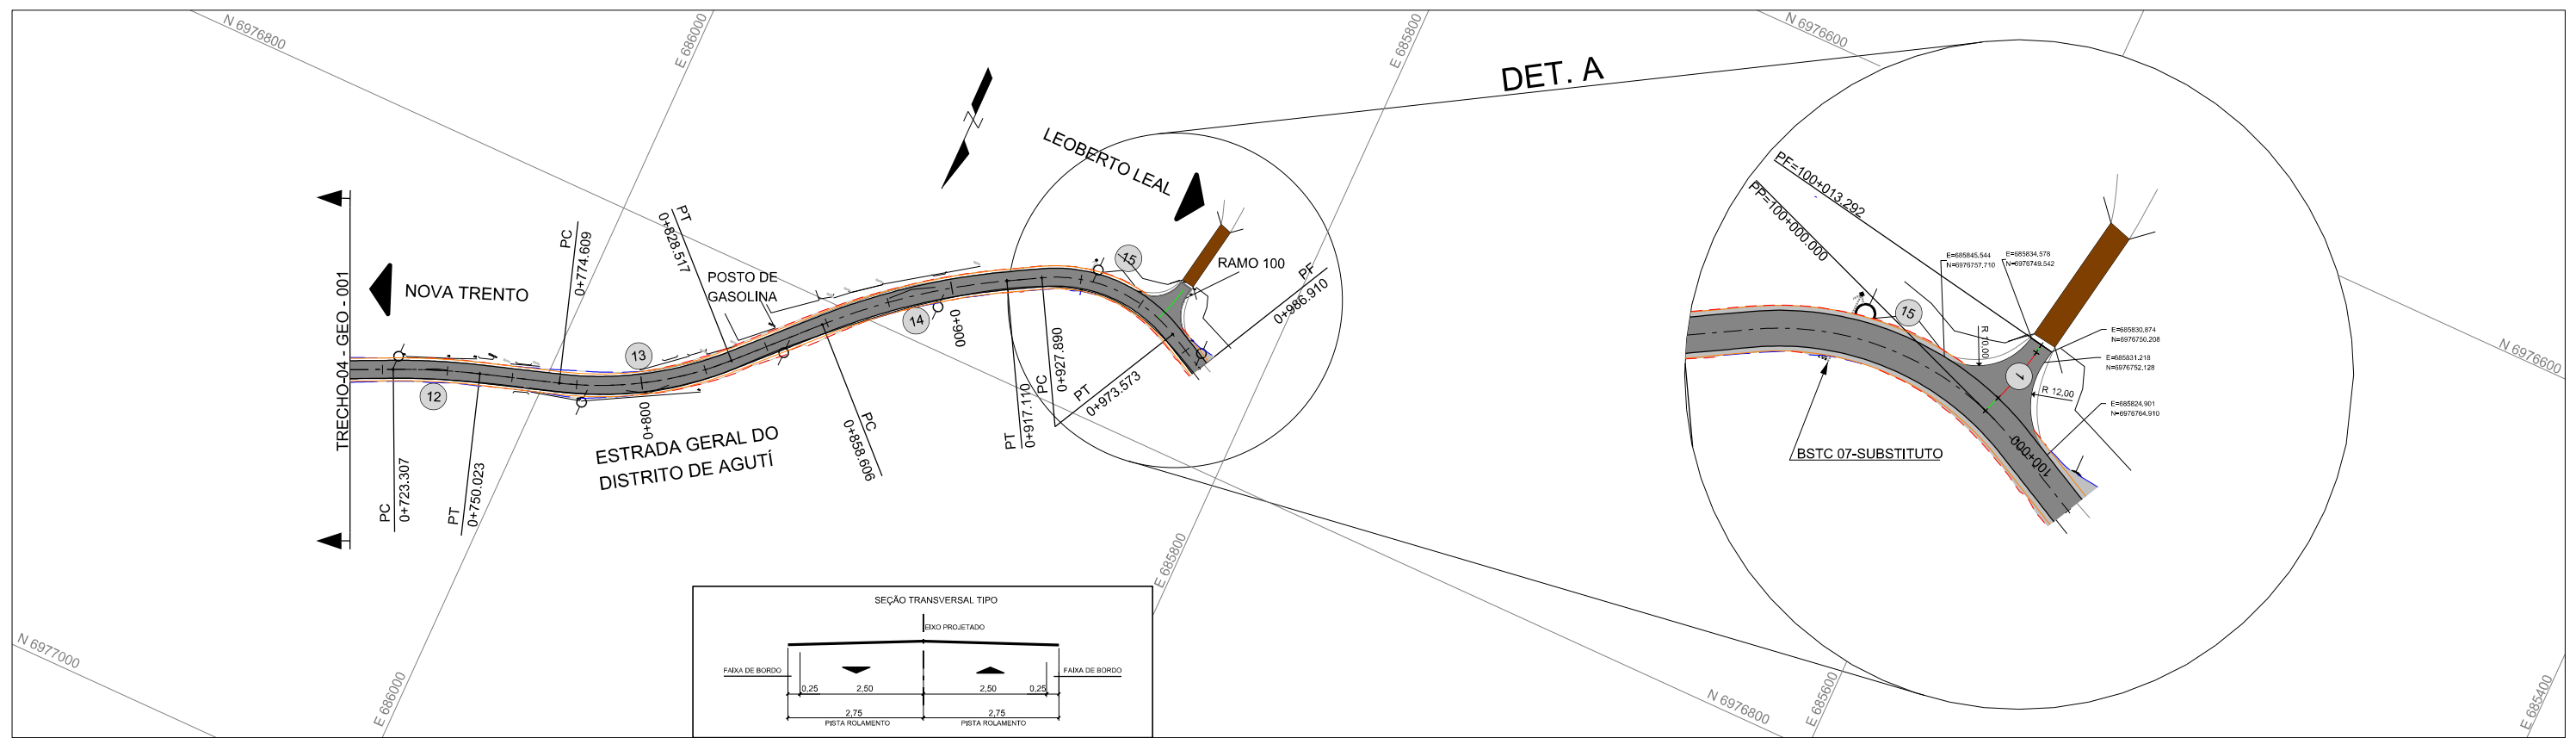 N 6976800
E 686000
E 685800
N 6976600
DET. A
Z
LEOBERTO LEAL
PF=100+013.292
PP=100+000.000
TRECHO-04 - GEO - 001
NOVA TRENTO
PC
0+774.609
PT
0+828.517
POSTO DE
GASOLINA
15
RAMO 100
PF
0+986.910
E=685845,544
N=6976757,710
E=685834,578
N=6976749,542
15
R 10,00
E=685830,874
N=6976750,208
E=685831,218
N=6976752,128
1
R 12,00
E=685824,901
N=6976764,910
100+000
BSTC 07-SUBSTITUTO
N 6976600
12
13
14
0+800
0+900
PC
0+723.307
PT
0+750.023
ESTRADA GERAL DO
DISTRITO DE AGUTÍ
PC
0+858.606
PT
0+917.110
PC
0+927.890
PT
0+973.573
N 6977000
E 686000
E 685800
N 6976800
E 685600
E 685400
SEÇÃO TRANSVERSAL TIPO
EIXO PROJETADO
FAIXA DE BORDO
FAIXA DE BORDO
0,25
2,50
2,50
0,25
2,75
2,75
PISTA ROLAMENTO
PISTA ROLAMENTO